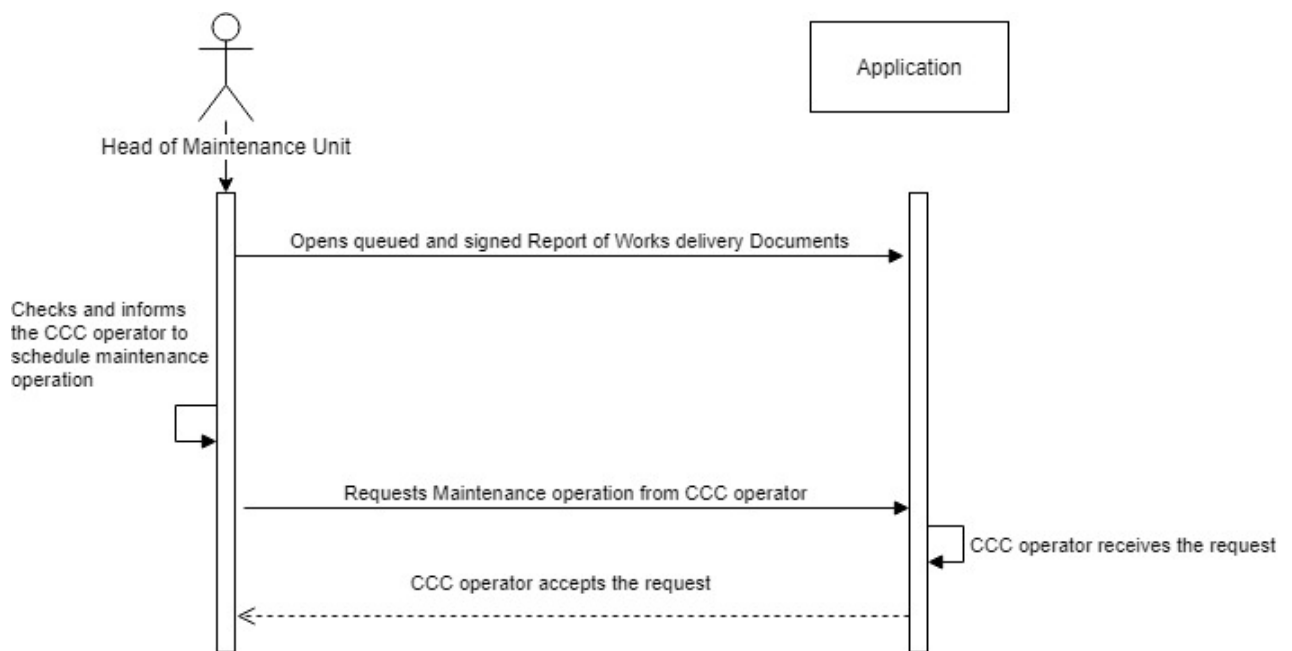 Application
Head of Maintenance Unit
Opens queued and signed Report of Works delivery Documents
Checks and informs
the CCC operator to
schedule maintenance
operation
Requests Maintenance operation from CCC operator
CCC operator receives the request
CCC operator accepts the request